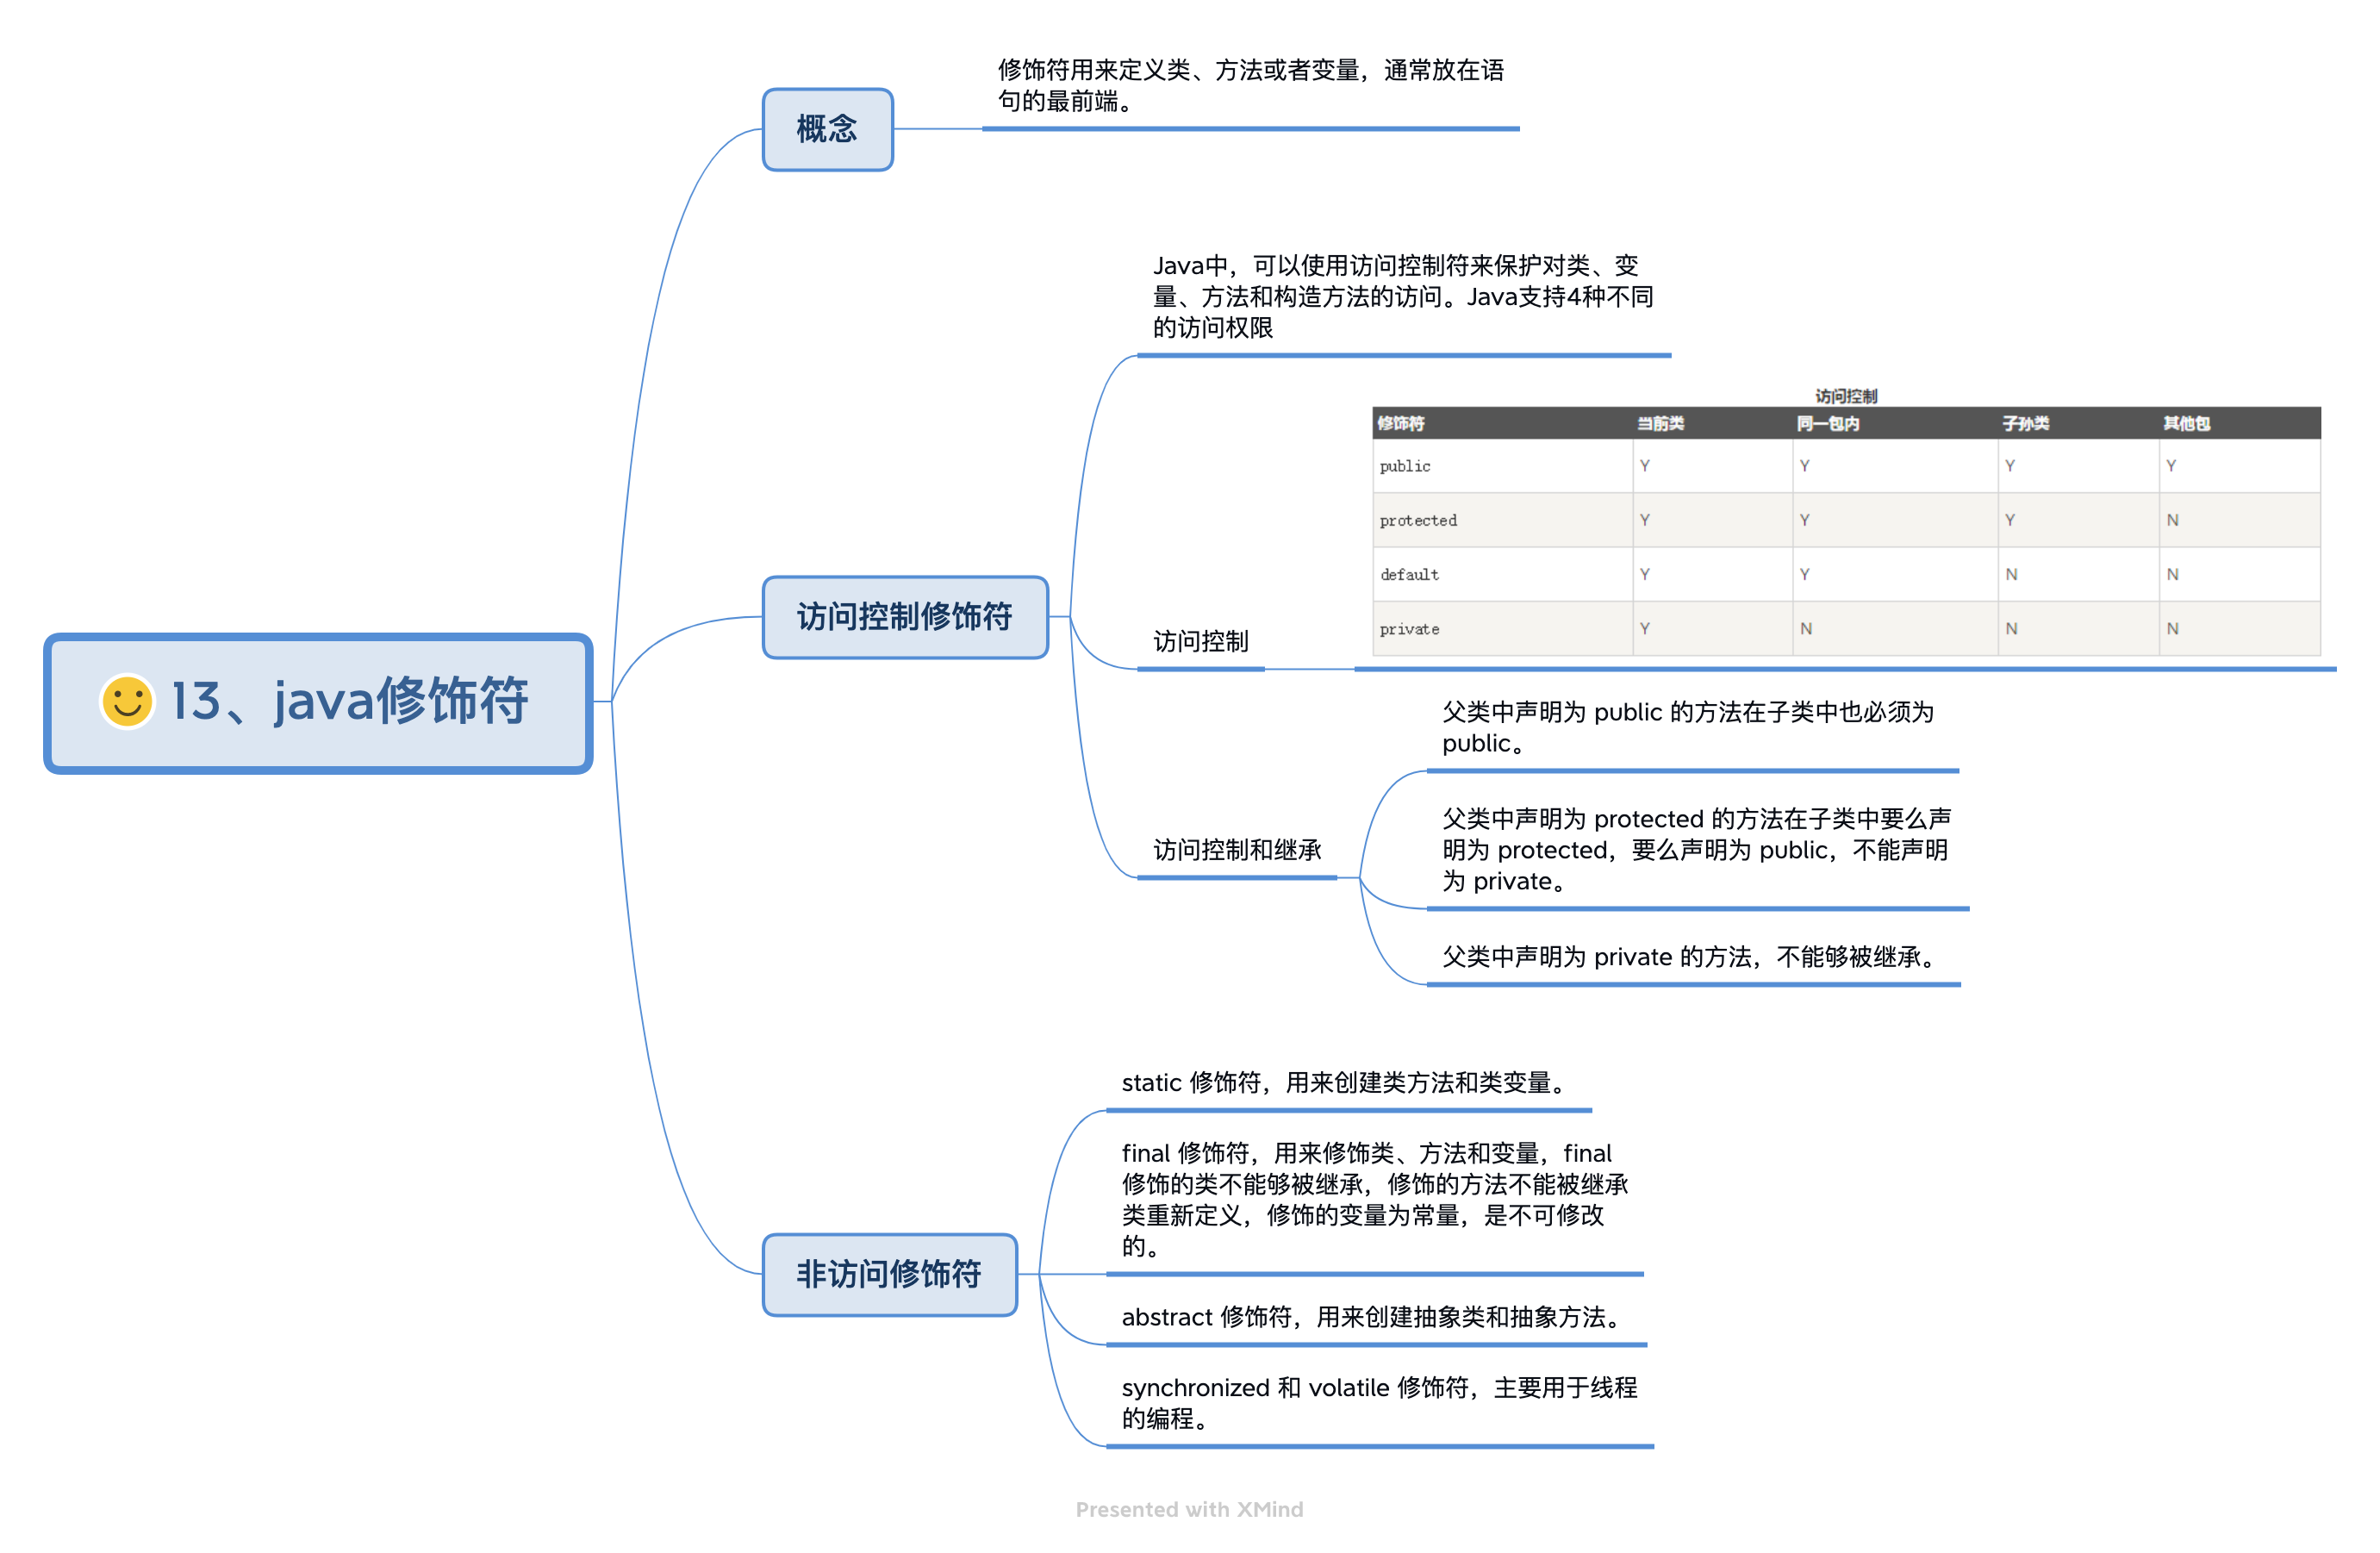 13、java修饰符
概念
修饰符用来定义类、方法或者变量，通常放在语
句的最前端。
访问控制修饰符
Java中，可以使用访问控制符来保护对类、变
量、方法和构造方法的访问。Java支持4种不同
的访问权限
访问控制
访问控制
修饰符 当前类 同一包内 子孙类 其他包
public Y Y Y Y
protected Y Y Y N
default Y Y N N
private Y N N N
访问控制和继承
父类中声明为 public 的方法在子类中也必须为
public。
父类中声明为 protected 的方法在子类中要么声
明为 protected，要么声明为 public，不能声明
为 private。
父类中声明为 private 的方法，不能够被继承。
非访问修饰符
static 修饰符，用来创建类方法和类变量。
final 修饰符，用来修饰类、方法和变量，final
修饰的类不能够被继承，修饰的方法不能被继承
类重新定义，修饰的变量为常量，是不可修改
的。
abstract 修饰符，用来创建抽象类和抽象方法。
synchronized 和 volatile 修饰符，主要用于线程
的编程。
Presented with XMind